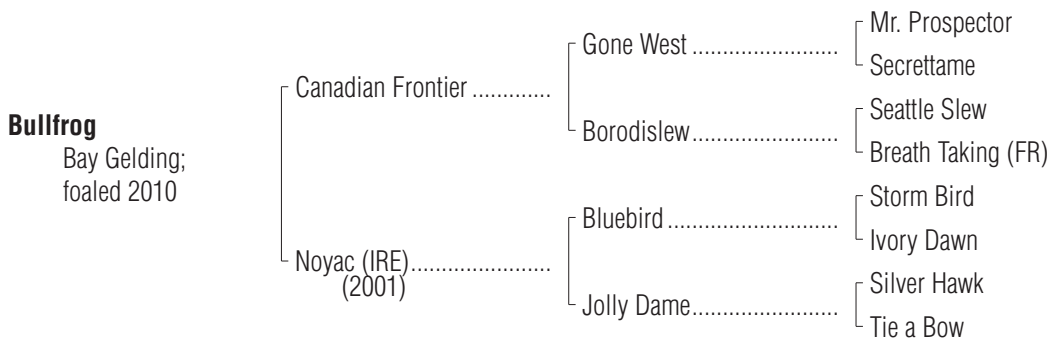 Bullfrog
Bay Gelding;
foaled 2010
Canadian Frontier .............
Noyac (IRE).......................
(2001)
Gone West ........................
Borodislew ........................
Bluebird ............................
Jolly Dame ........................
Mr. Prospector
Secrettame
Seattle Slew
Breath Taking (FR)
Storm Bird
Ivory Dawn
Silver Hawk
Tie a Bow